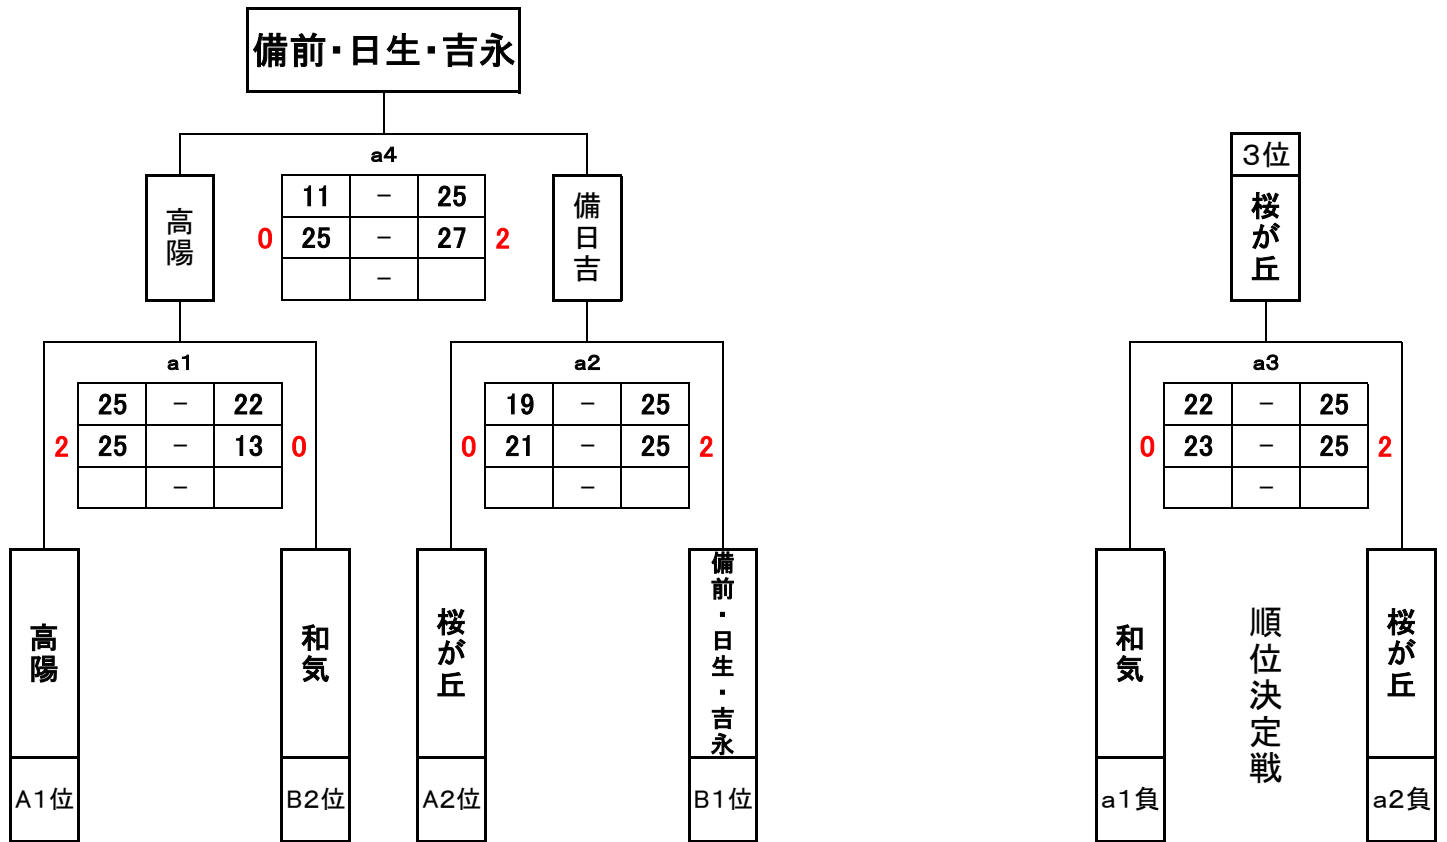 備前・日生・吉永
a4
11 － 25
0 25 － 27 2
－
高陽
備日吉
3位
桜が丘
a1
25 － 22
2 25 － 13 0
－
a2
19 － 25
0 21 － 25 2
－
a3
22 － 25
0 23 － 25 2
－
高陽
和気
桜が丘
備前・日生・吉永
和気
順位決定戦
桜が丘
A1位
B2位
A2位
B1位
a1負
a2負